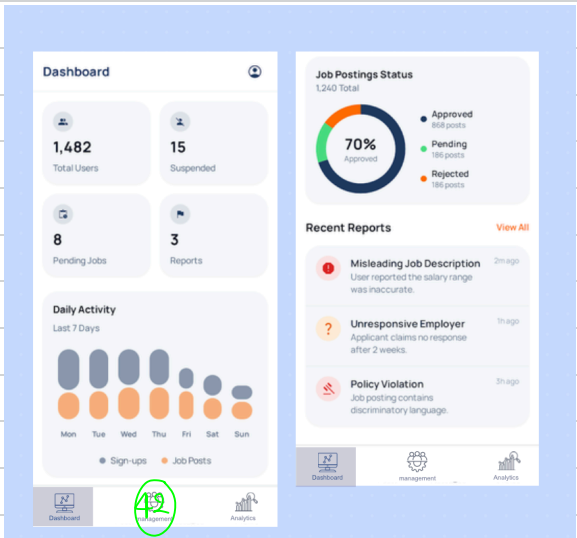 Dashboard
1,482
Total Users
15
Suspended
8
Pending Jobs
3
Reports
Daily Activity
Last 7 Days
Mon Tue Wed Thu Fri Sat Sun
Sign-ups Job Posts
Dashboard management Analytics
42
Job Postings Status
1,240 Total
70%
Approved
Approved
868 posts
Pending
186 posts
Rejected
186 posts
Recent Reports View All
Misleading Job Description 2m ago
User reported the salary range
was inaccurate.
?
Unresponsive Employer 1h ago
Applicant claims no response
after 2 weeks.
Policy Violation 3h ago
Job posting contains
discriminatory language.
Dashboard management Analytics